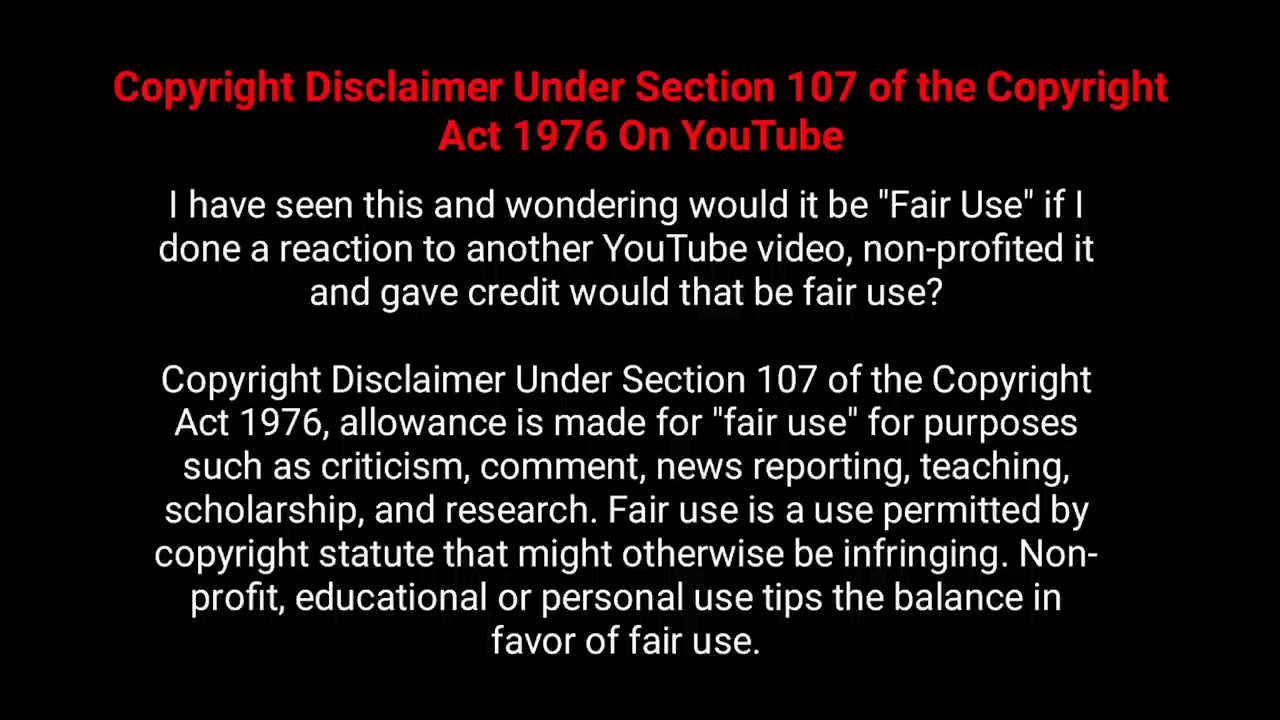 Copyright Disclaimer Under Section 107 of the Copyright
Act 1976 On YouTube
I have seen this and wondering would it be "Fair Use" if I
done a reaction to another YouTube video, non-profited it
and gave credit would that be fair use?
Copyright Disclaimer Under Section 107 of the Copyright
Act 1976, allowance is made for "fair use" for purposes
such as criticism, comment, news reporting, teaching,
scholarship, and research. Fair use is a use permitted by
copyright statute that might otherwise be infringing. Non-
profit, educational or personal use tips the balance in
favor of fair use.